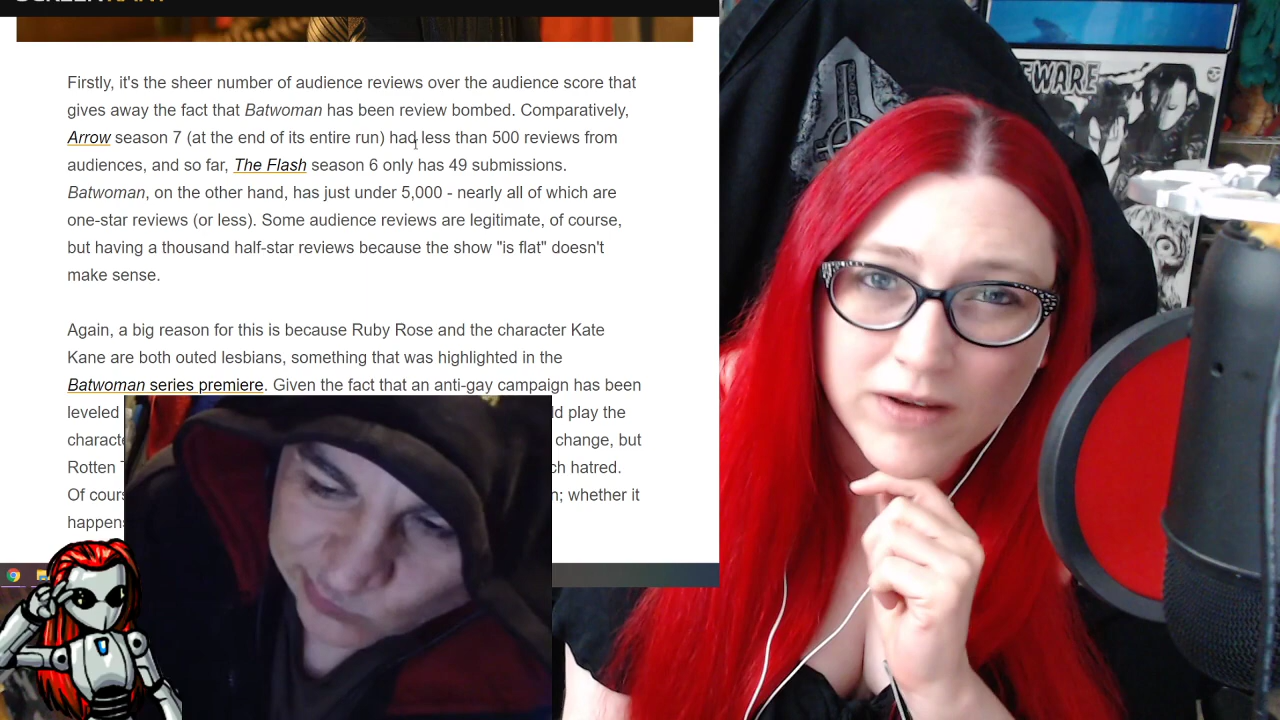 SCREENRANT
Firstly, it's the sheer number of audience reviews over the audience score that
gives away the fact that Batwoman has been review bombed. Comparatively,
Arrow season 7 (at the end of its entire run) had less than 500 reviews from
audiences, and so far, The Flash season 6 only has 49 submissions.
Batwoman, on the other hand, has just under 5,000 - nearly all of which are
one-star reviews (or less). Some audience reviews are legitimate, of course,
but having a thousand half-star reviews because the show "is flat" doesn't
make sense.
Again, a big reason for this is because Ruby Rose and the character Kate
Kane are both outed lesbians, something that was highlighted in the
Batwoman series premiere. Given the fact that an anti-gay campaign has been
leveled play the
change, but
Rotten hatred.
Of whether it
EWARE